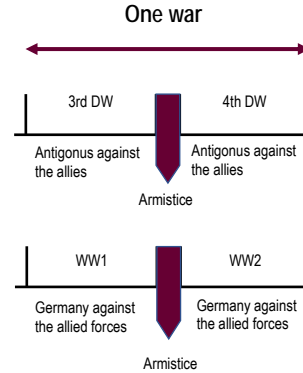 One war
3rd DW
4th DW
Antigonus against
the allies
Antigonus against
the allies
Armistice
WW1
WW2
Germany against
the allied forces
Germany against
the allied forces
Armistice